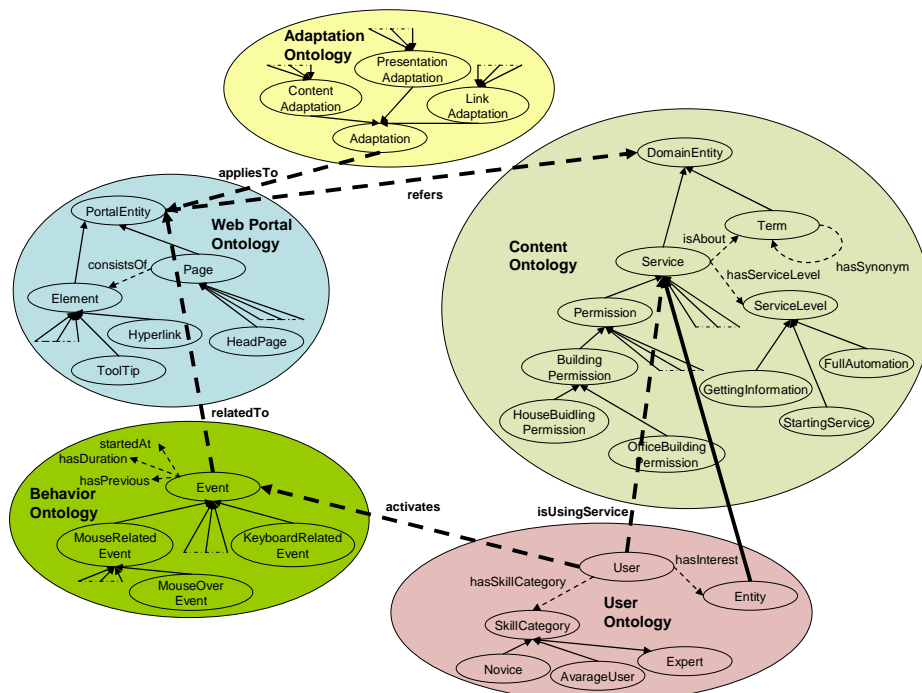 Adaptation
Ontology
Presentation
Adaptation
Content
Adaptation
Link
Adaptation
Adaptation
appliesTo
refers
DomainEntity
PortalEntity
Web Portal
Ontology
consistsOf
Page
Element
Hyperlink
HeadPage
ToolTip
Content
Ontology
isAbout
Term
Service
hasSynonym
hasServiceLevel
Permission
ServiceLevel
Building
Permission
FullAutomation
GettingInformation
HouseBuidling
Permission
StartingService
OfficeBuilding
Permission
relatedTo
startedAt
hasDuration
hasPrevious
Event
Behavior
Ontology
MouseRelated
Event
KeyboardRelated
Event
MouseOver
Event
activates
isUsingService
User
hasInterest
hasSkillCategory
Entity
User
Ontology
SkillCategory
Novice
AvarageUser
Expert